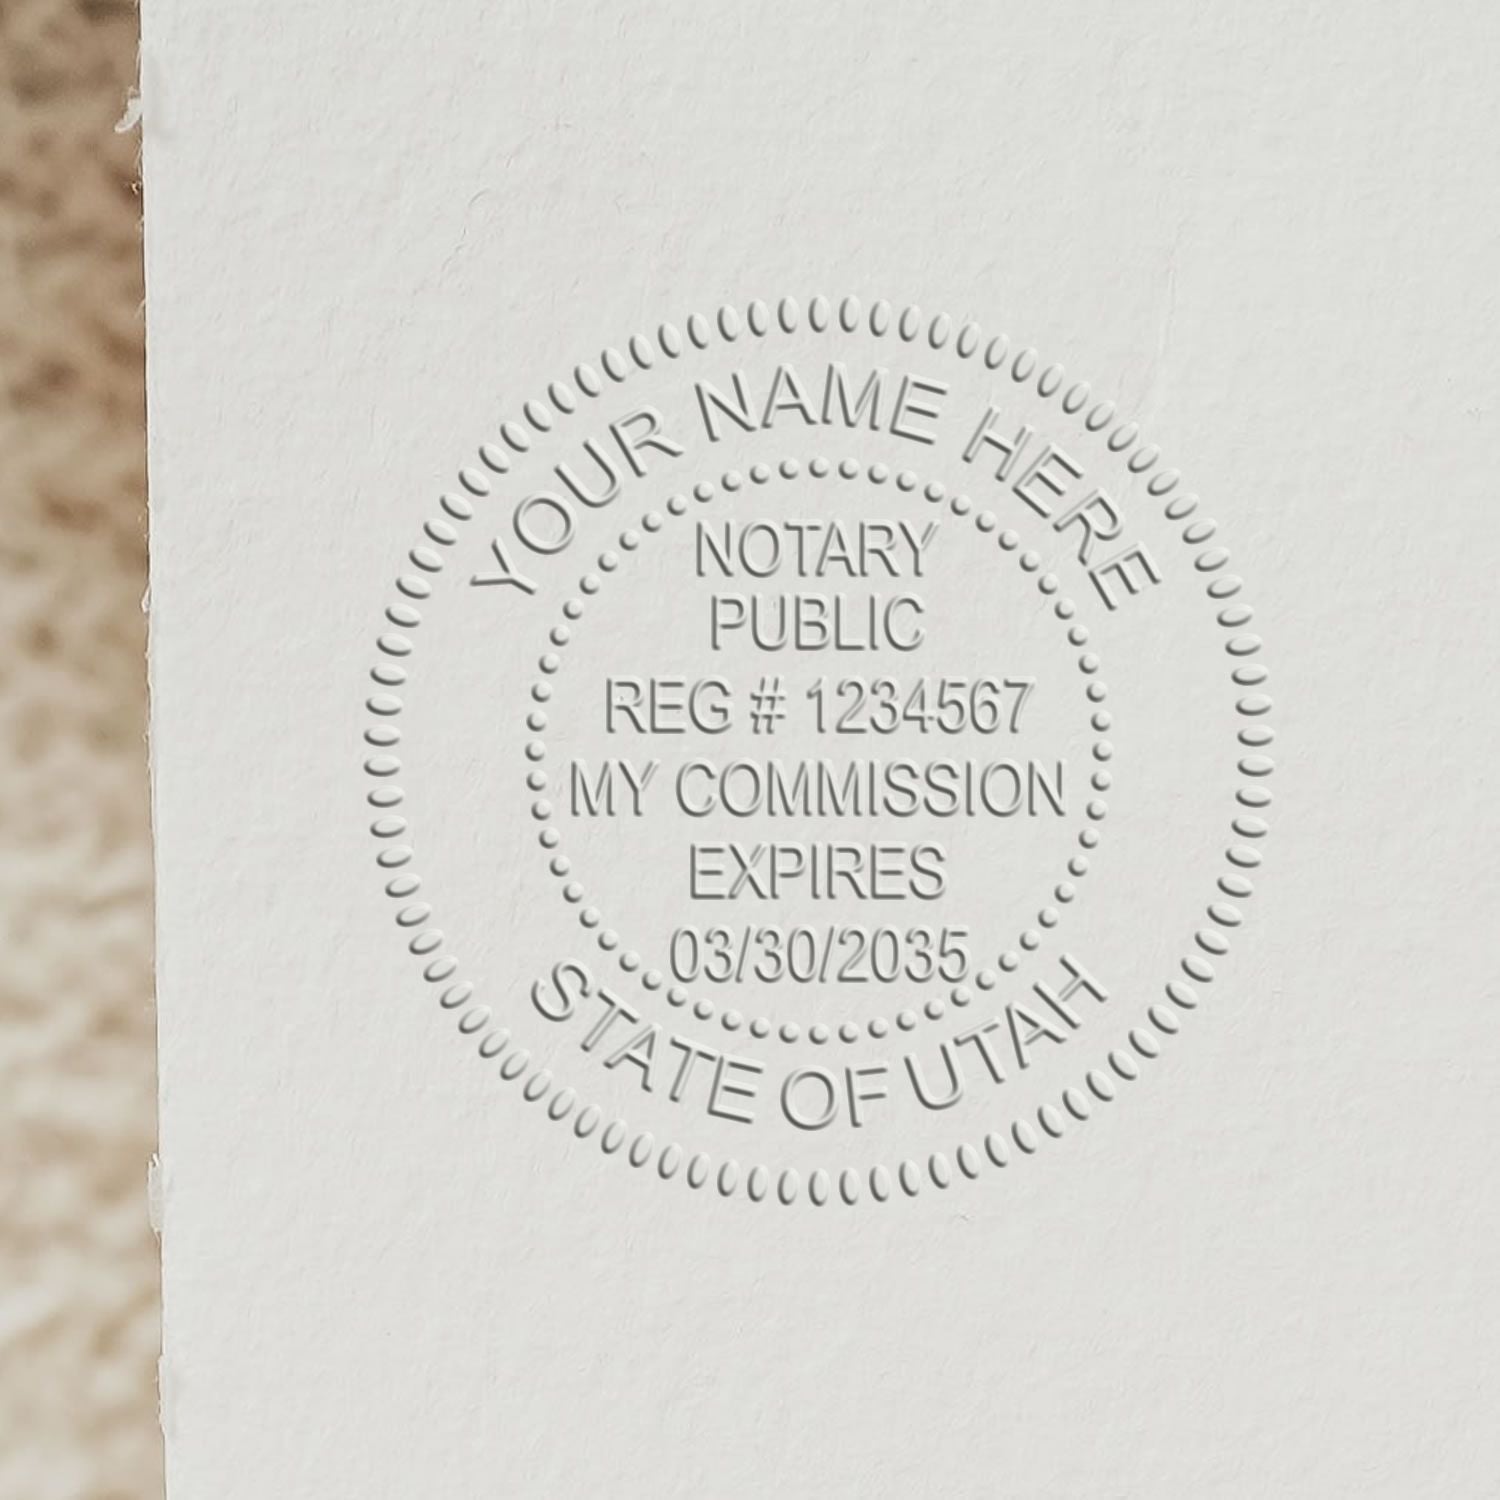 YOUR NAME HERE
NOTARY
PUBLIC
REG # 1234567
MY COMMISSION
EXPIRES
03/30/2035
STATE OF UTAH